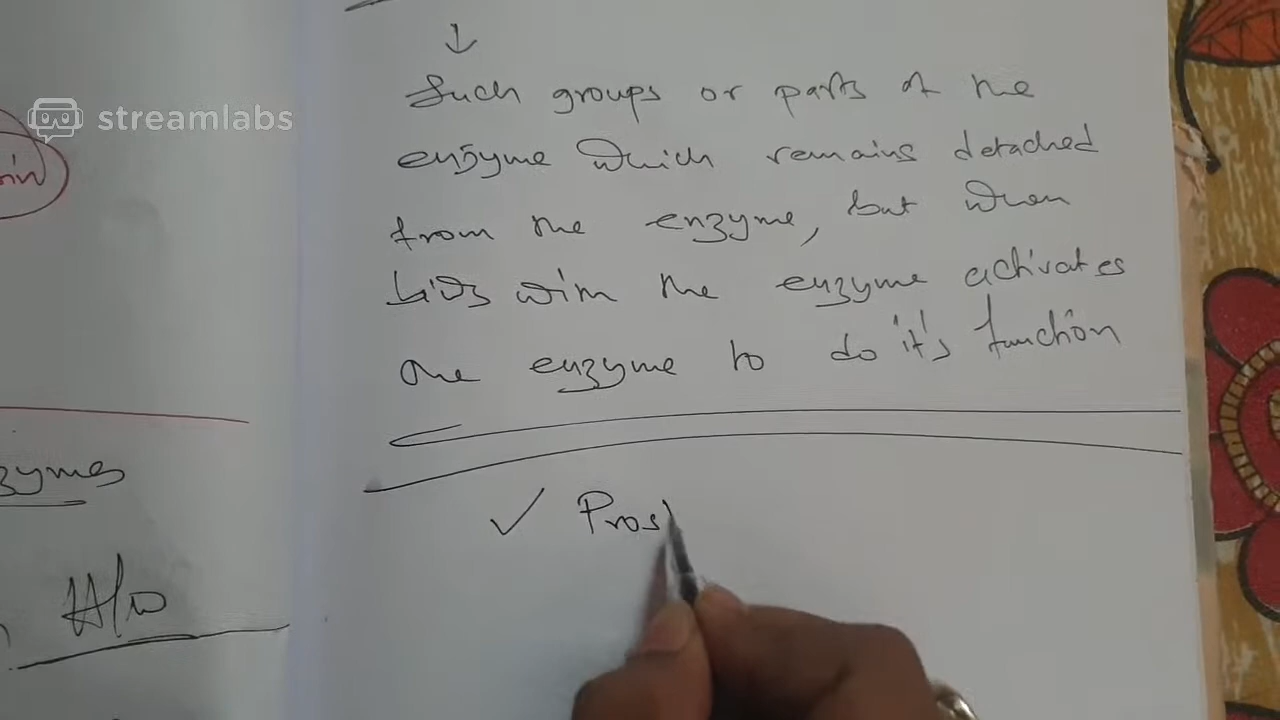 streamlabs
Such groups or parts of the
enzyme which remains detached
from the enzyme, but when
with the enzyme activates
the enzyme to do it's function
zymes
✓ Pros
H/w